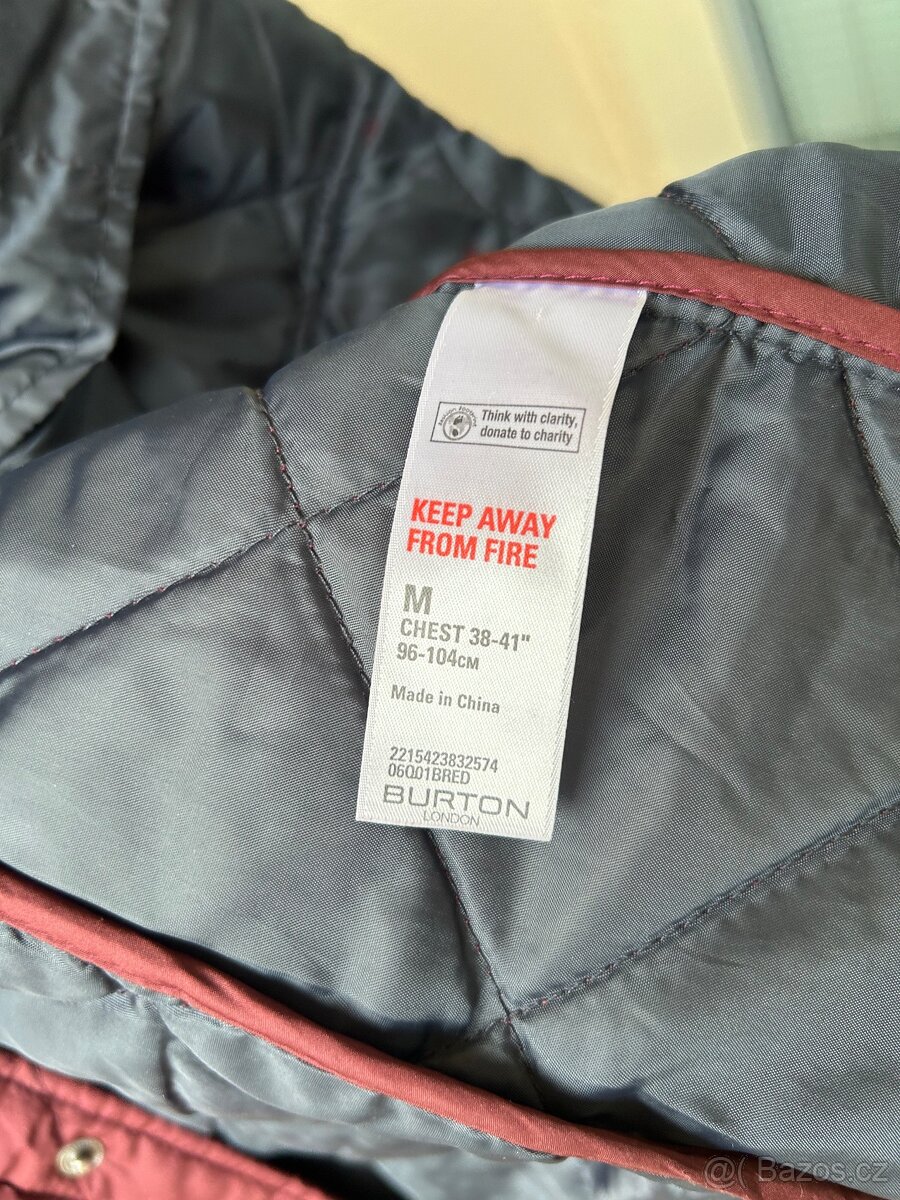 Think with clarity,
donate to charity
KEEP AWAY
FROM FIRE
M
CHEST 38-41"
96-104CM
Made in China
2215423832574
06Q01BRED
BURTON
LONDON
@( Bazos.cz